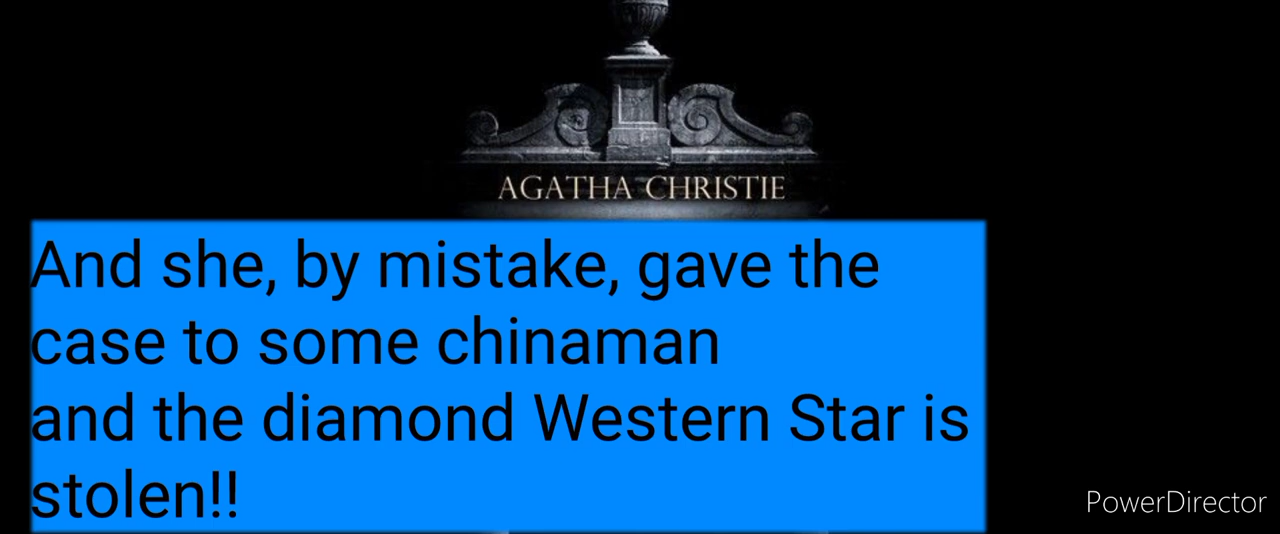 AGATHA CHRISTIE
And she, by mistake, gave the
case to some chinaman
and the diamond Western Star is
stolen!!
PowerDirector